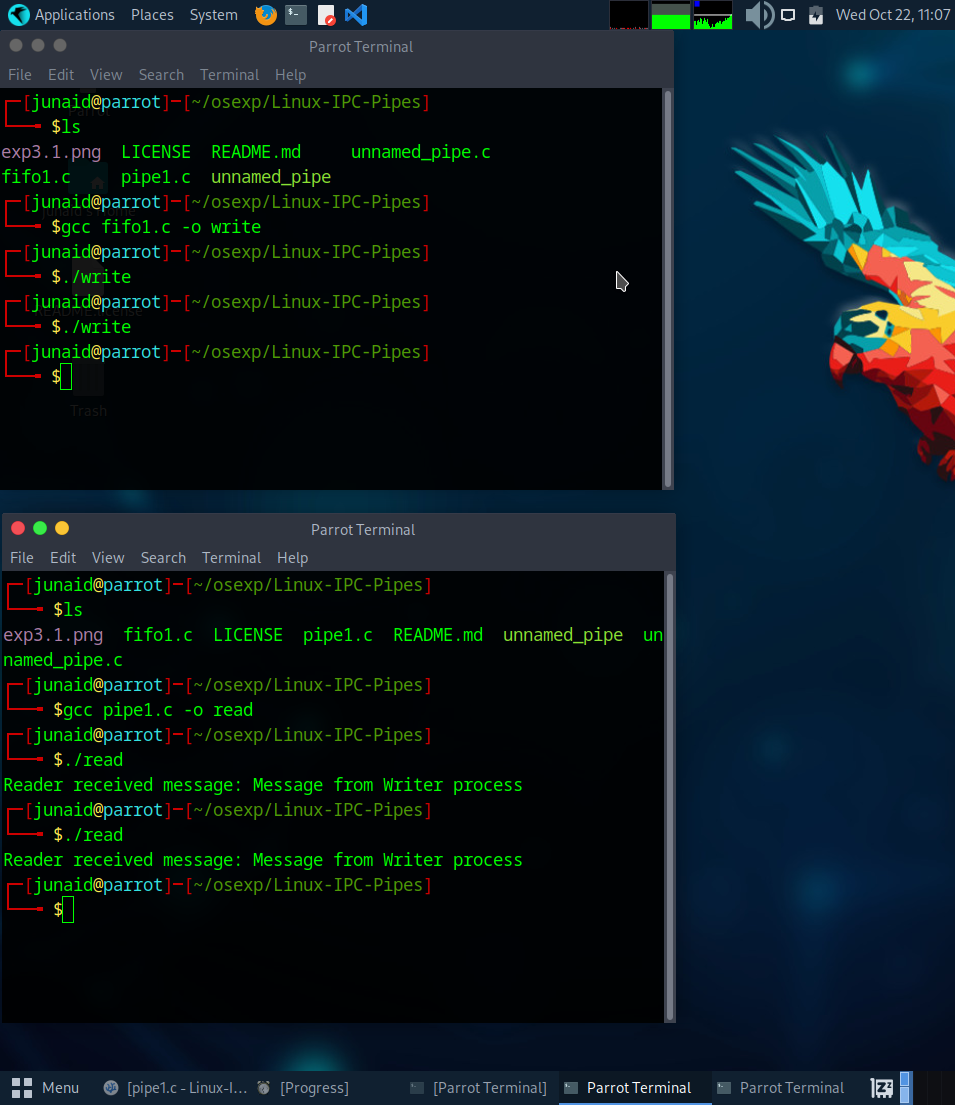 Applications Places System Wed Oct 22, 11:07
Parrot Terminal
File Edit View Search Terminal Help
[junaid@parrot]─[~/osexp/Linux-IPC-Pipes]
$ls
exp3.1.png LICENSE README.md unnamed_pipe.c
fifo1.c pipe1.c unnamed_pipe
[junaid@parrot]─[~/osexp/Linux-IPC-Pipes]
$gcc fifo1.c -o write
[junaid@parrot]─[~/osexp/Linux-IPC-Pipes]
$./write
[junaid@parrot]─[~/osexp/Linux-IPC-Pipes]
$./write
[junaid@parrot]─[~/osexp/Linux-IPC-Pipes]
$
Trash
Parrot Terminal
File Edit View Search Terminal Help
[junaid@parrot]─[~/osexp/Linux-IPC-Pipes]
$ls
exp3.1.png fifo1.c LICENSE pipe1.c README.md unnamed_pipe un
named_pipe.c
[junaid@parrot]─[~/osexp/Linux-IPC-Pipes]
$gcc pipe1.c -o read
[junaid@parrot]─[~/osexp/Linux-IPC-Pipes]
$./read
Reader received message: Message from Writer process
[junaid@parrot]─[~/osexp/Linux-IPC-Pipes]
$./read
Reader received message: Message from Writer process
[junaid@parrot]─[~/osexp/Linux-IPC-Pipes]
$
Menu [pipe1.c - Linux-I... [Progress] [Parrot Terminal] Parrot Terminal Parrot Terminal